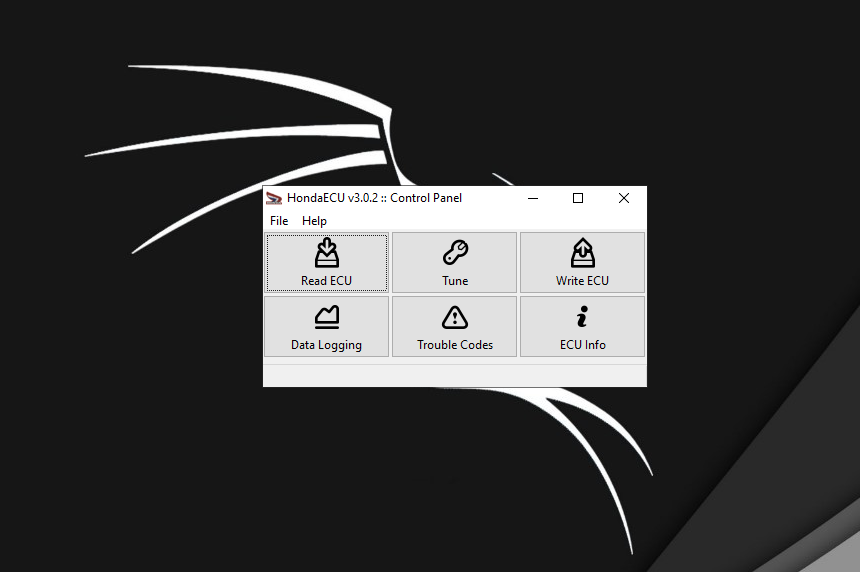 HondaECU v3.0.2 :: Control Panel
File Help
Read ECU Tune Write ECU
Data Logging Trouble Codes ECU Info